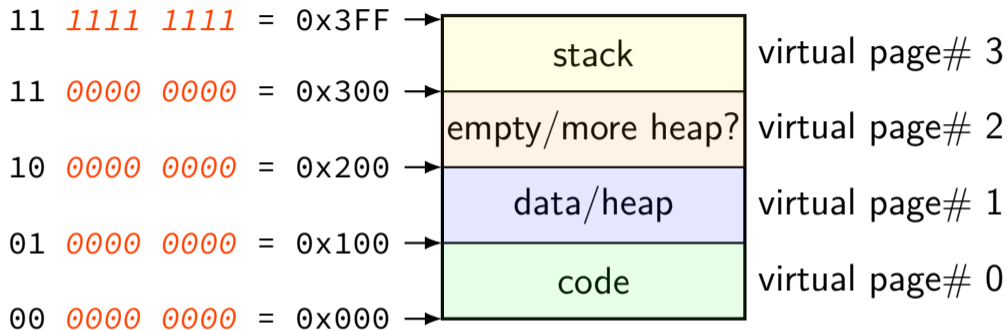 11 1111 1111 = 0x3FF
stack virtual page# 3
11 0000 0000 = 0x300
empty/more heap? virtual page# 2
10 0000 0000 = 0x200
data/heap virtual page# 1
01 0000 0000 = 0x100
code virtual page# 0
00 0000 0000 = 0x000